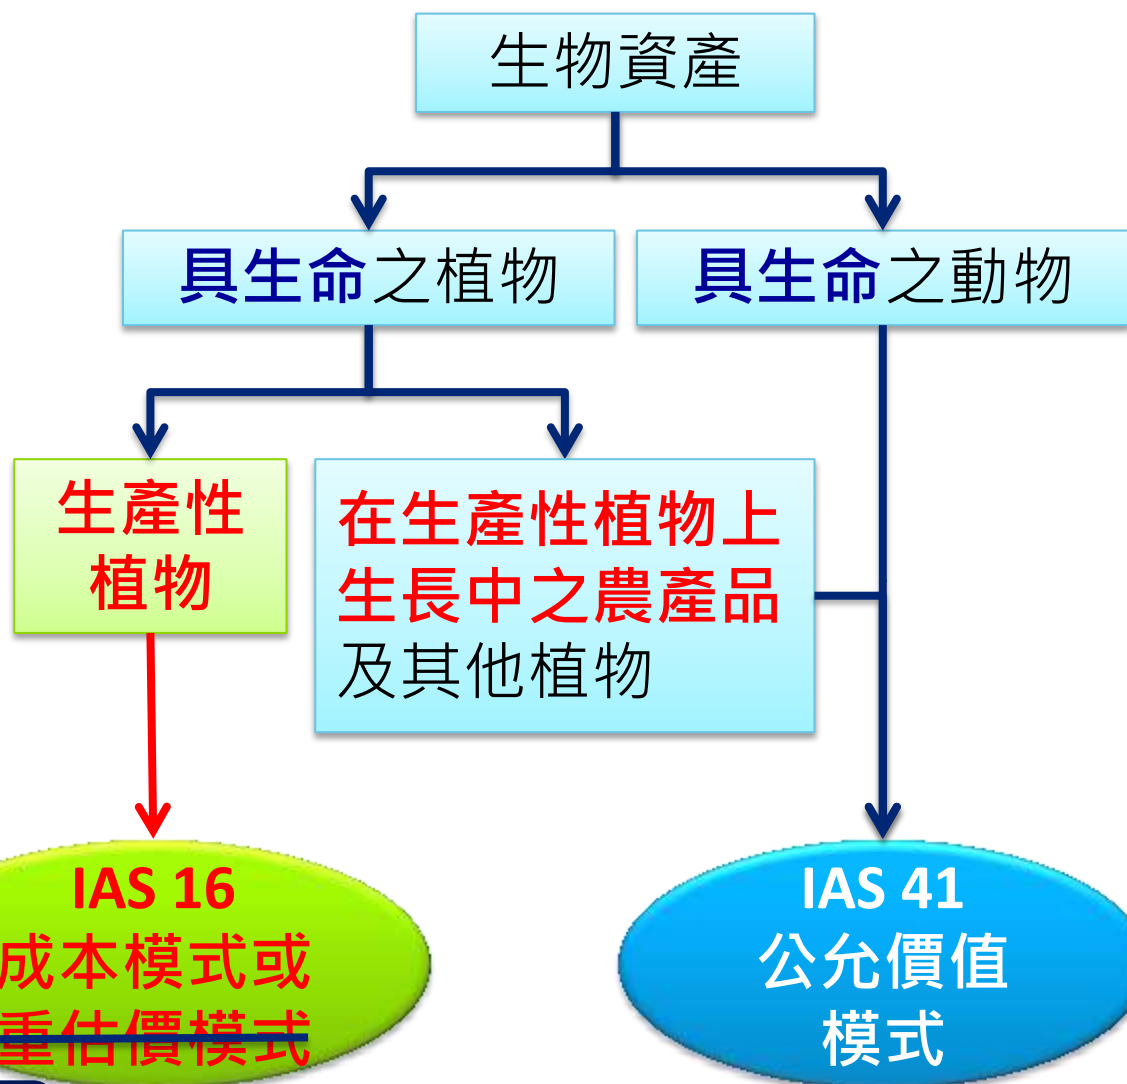 生物資產
具生命之植物
具生命之動物
生產性
植物
在生產性植物上
生長中之農產品
及其他植物
IAS 16
成本模式或
重估價模式
IAS 41
公允價值
模式